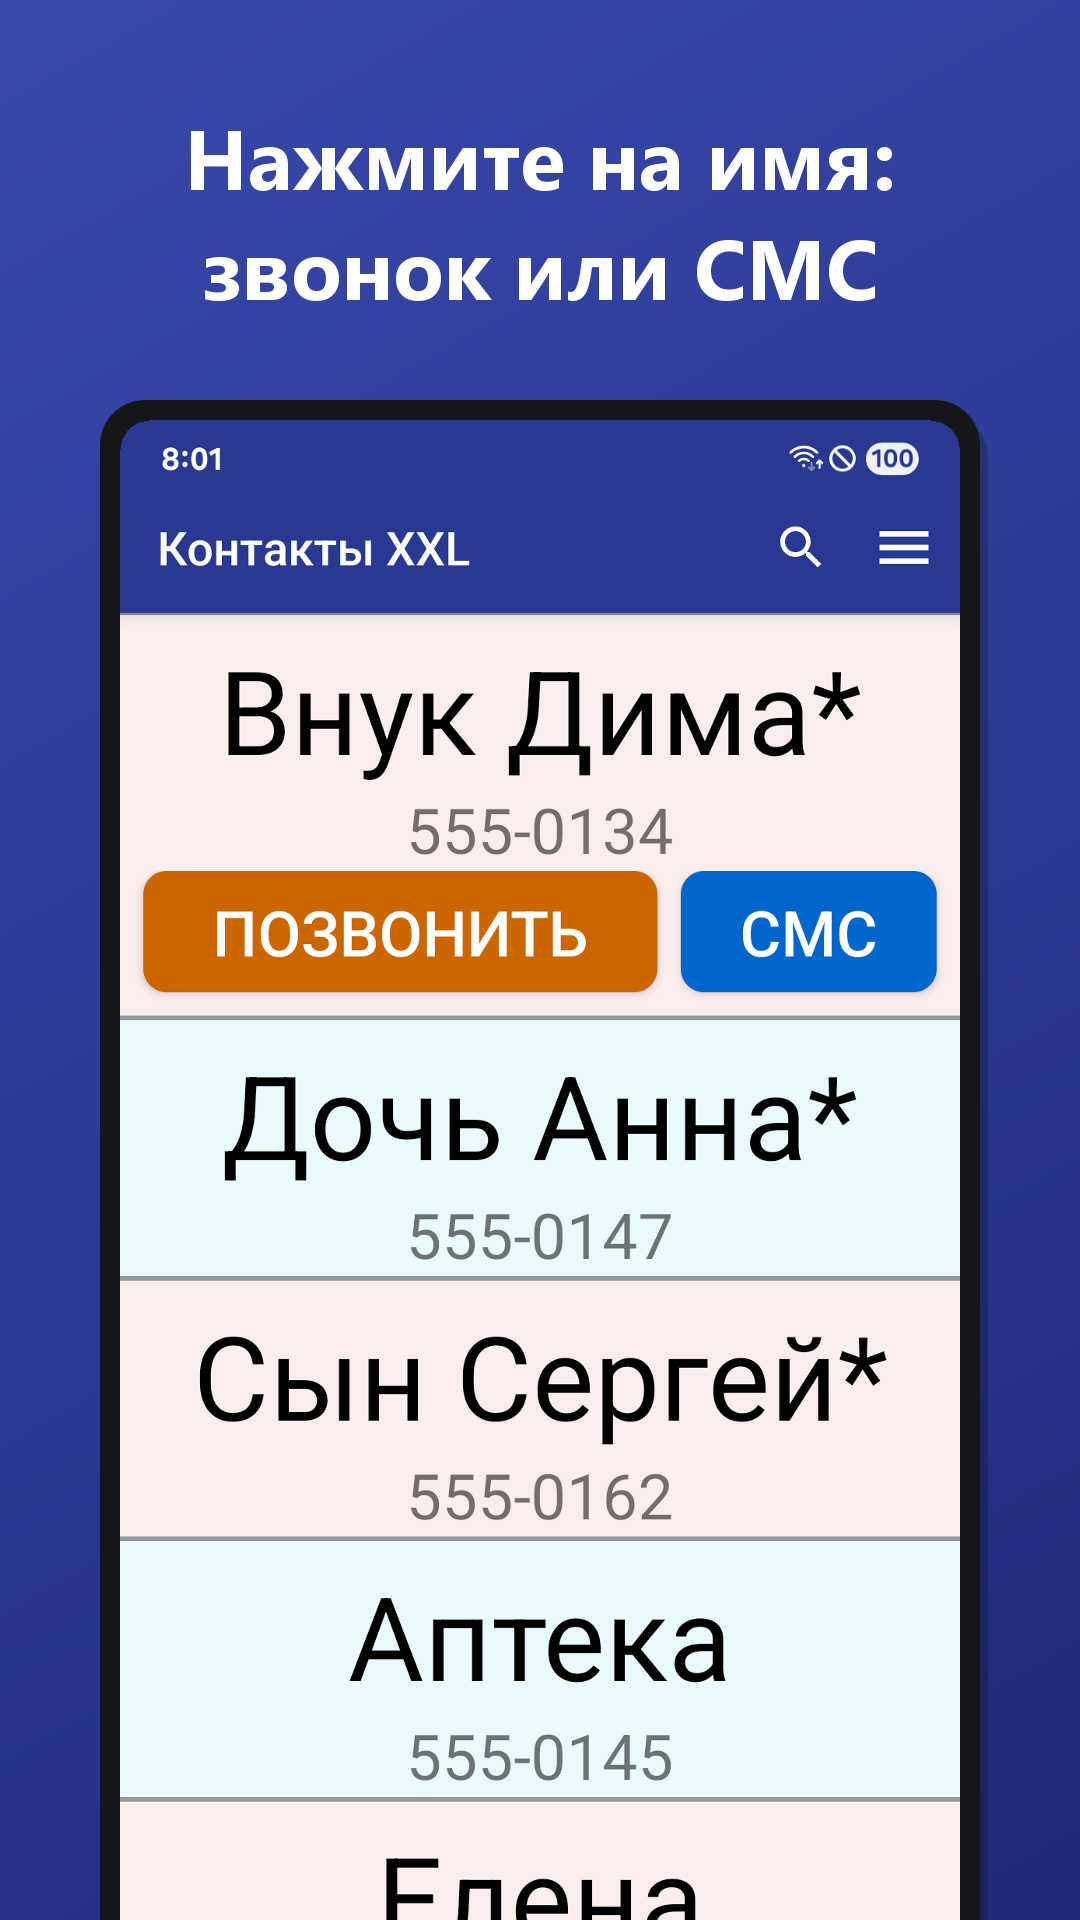 Нажмите на имя:
звонок или СМС
8:01
100
Контакты XXL
Внук Дима*
555-0134
ПОЗВОНИТЬ
СМС
Дочь Анна*
555-0147
Сын Сергей*
555-0162
Аптека
555-0145
Елена